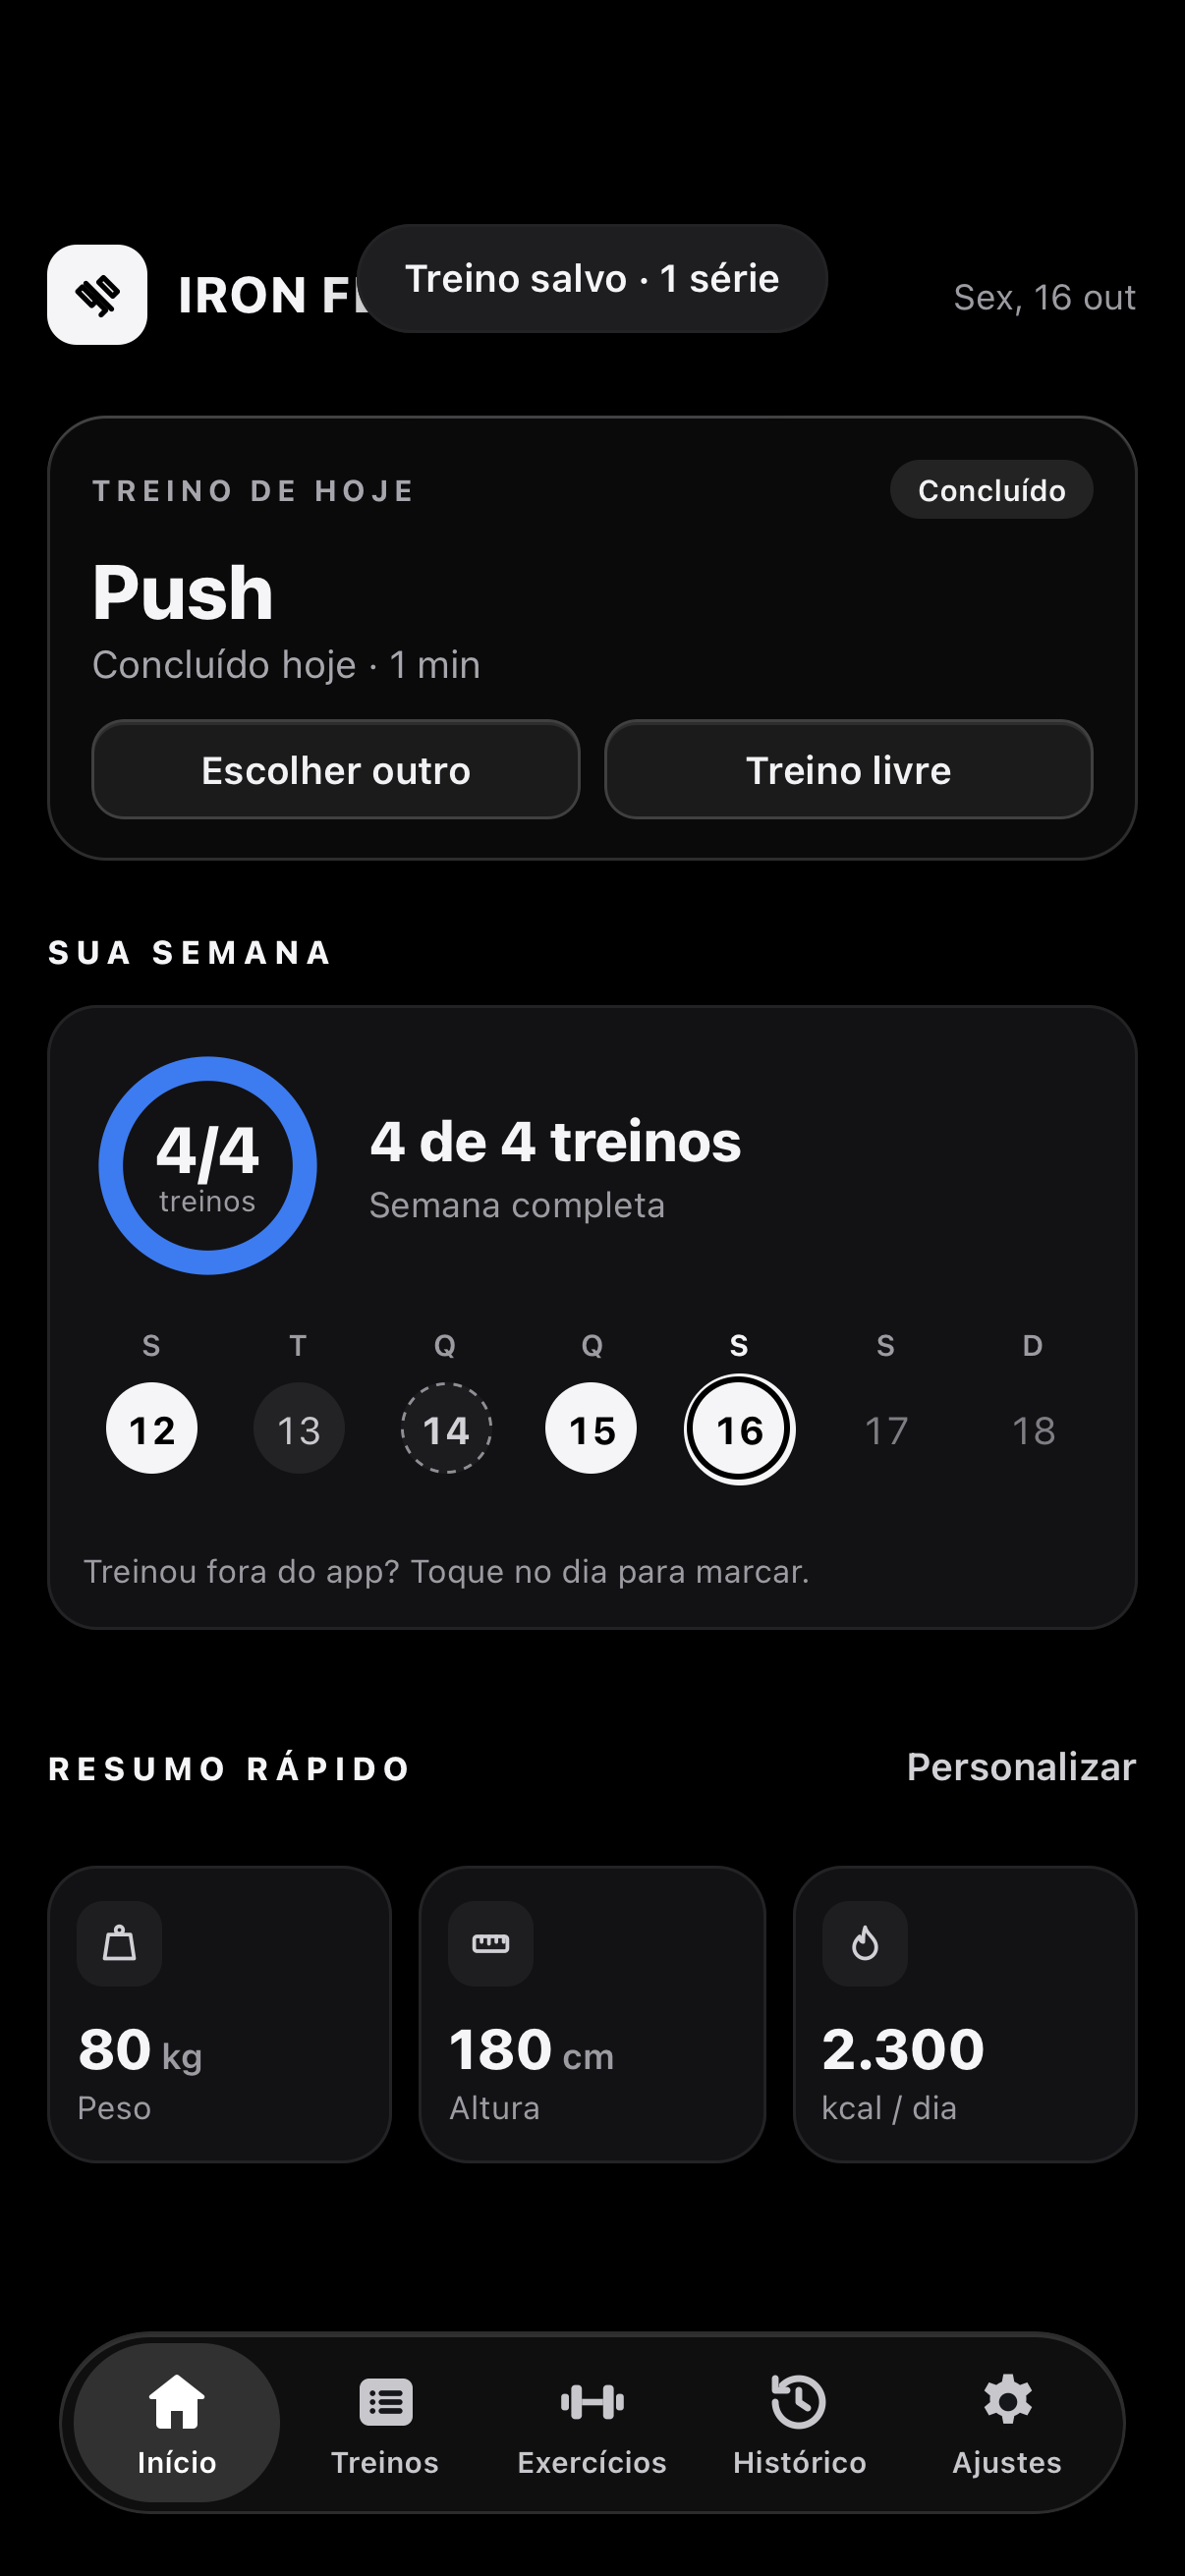 IRON
Treino salvo · 1 série
Sex, 16 out
TREINO DE HOJE
Concluído
Push
Concluído hoje · 1 min
Escolher outro
Treino livre
SUA SEMANA
4/4
treinos
4 de 4 treinos
Semana completa
S T Q Q S S D
12 13 14 15 16 17 18
Treinou fora do app? Toque no dia para marcar.
RESUMO RÁPIDO
Personalizar
80 kg
Peso
180 cm
Altura
2.300
kcal / dia
Início
Treinos
Exercícios
Histórico
Ajustes